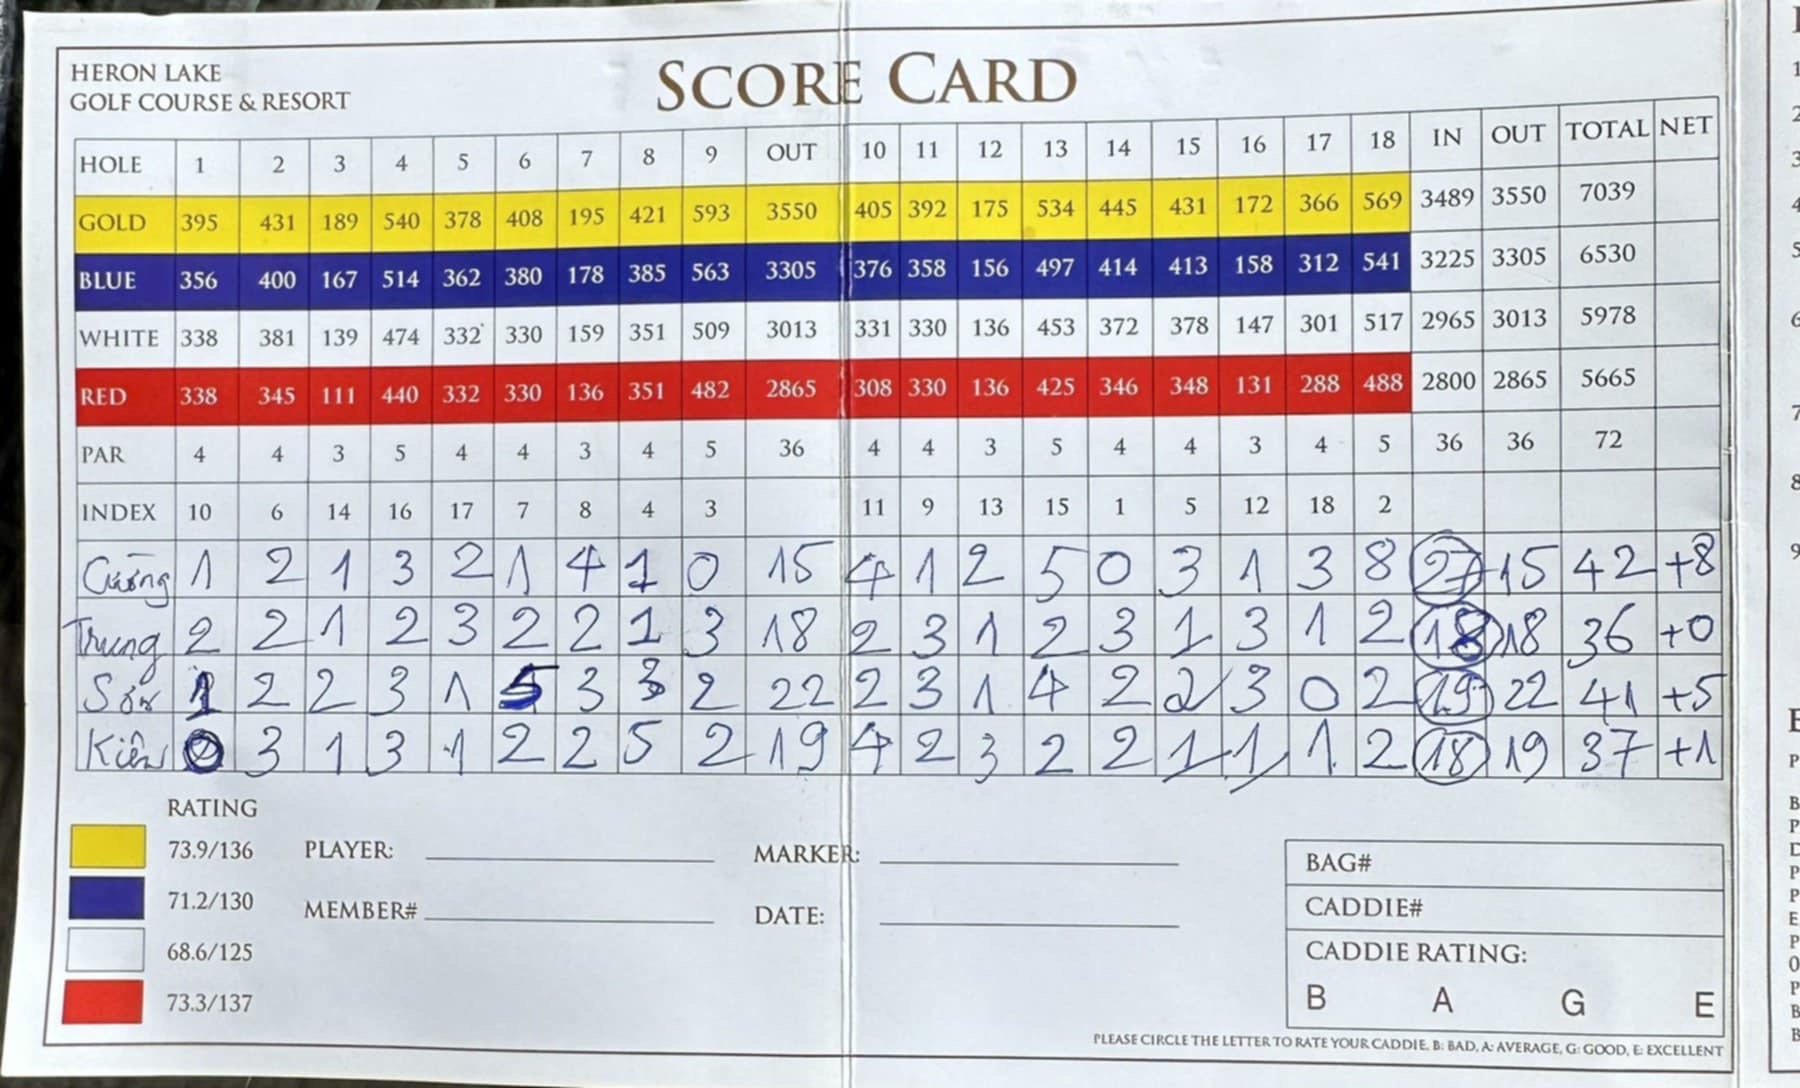 HERON LAKE
GOLF COURSE & RESORT
SCORE CARD
HOLE 1 2 3 4 5 6 7 8 9 OUT 10 11 12 13 14 15 16 17 18 IN OUT TOTAL NET
GOLD 395 431 189 540 378 408 195 421 593 3550 405 392 175 534 445 431 172 366 569 3489 3550 7039
BLUE 356 400 167 514 362 380 178 385 563 3305 376 358 156 497 414 413 158 312 541 3225 3305 6530
WHITE 338 381 139 474 332 330 159 351 509 3013 331 330 136 453 372 378 147 301 517 2965 3013 5978
RED 338 345 111 440 332 330 136 351 482 2865 308 330 136 425 346 348 131 288 488 2800 2865 5665
PAR 4 4 3 5 4 4 3 4 5 36 4 4 3 5 4 4 3 4 5 36 36 72
INDEX 10 6 14 16 17 7 8 4 3 11 9 13 15 1 5 12 18 2
Cường 1 2 1 3 2 1 4 1 0 15 4 1 2 5 0 3 1 3 8 27 15 42 +8
Trung 2 2 1 2 3 2 2 1 3 18 2 3 1 2 3 1 3 1 2 18 18 36 +0
Sơn 1 2 2 3 1 5 3 3 2 22 2 3 1 4 2 2 3 0 2 19 22 41 +5
Kiên 0 3 1 3 1 2 2 5 2 19 4 2 3 2 2 1 1 1 2 18 19 37 +1
RATING
73.9/136 PLAYER: MARKER: BAG#
71.2/130 MEMBER# DATE: CADDIE#
68.6/125 CADDIE RATING:
73.3/137 B A G E
PLEASE CIRCLE THE LETTER TO RATE YOUR CADDIE, B: BAD, A: AVERAGE, G: GOOD, E: EXCELLENT